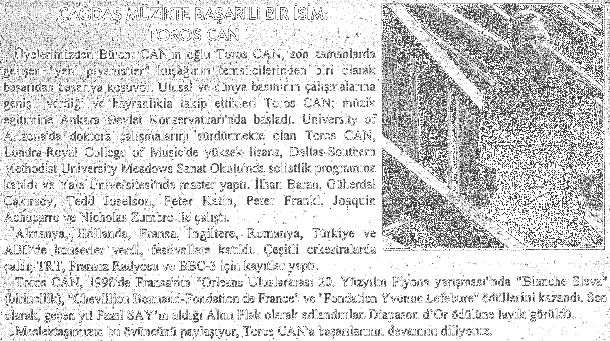 ÇAĞDAŞ MÜZİKTE BAŞARILI BİR İSİM:
TOROS CAN
Üyelerimizden CAN'ın oğlu Toros CAN, son zamanlarda
gelişen "yeni piyanistler" kuşağının temsilcilerinden biri olarak
başarıdan başarıya koşuyor. Ulusal ve dünya basınının çalışmalarına
geniş verdiği ve hayranlıkla takip ettikleri Toros CAN; müzik
eğitimine Ankara Devlet Konservatuarı'nda başladı. University of
Arizona'da doktora çalışmalarını sürdürmekte olan Toros CAN,
Londra-Royal College of Music'de yüksek lisans, Dallas-Southern
Methodist University Meadows Sanat Okulu'nda solistlik programına
katıldı ve Yale Üniversitesi'nde master yaptı. İlhan Baran, Gülserdal
Tedd Joselson, Peter Katin, Peter Frankl, Joaquin
Achucarro ve Nicholas Zumbro ile çalıştı.
Almanya, Hollanda, Fransa, İngiltere, Romanya, Türkiye ve
ABD'de konserler verdi, festivallere katıldı. Çeşitli orkestralarda
çaldı; TRT, Fransız Radyosu ve BBC-3 için kayıtlar yaptı.
Toros CAN, 1998'de Fransa'nın "Orleans Uluslararası 20. Yüzyılın Piyano yarışması"nda "Blanche Selva"
(birincilik), "Chevillion Bonnaud-Fondation de France" ve "Fondation Yvonne Lefebure" ödüllerini kazandı. Son
olarak, geçen yıl Fazıl SAY'ın aldığı Altın Plak olarak adlandırılan Diapason d'Or ödülüne layık görüldü.
Meslektaşımızın bu övüncünü paylaşıyor, Toros CAN'a başarılarının devamını diliyoruz.